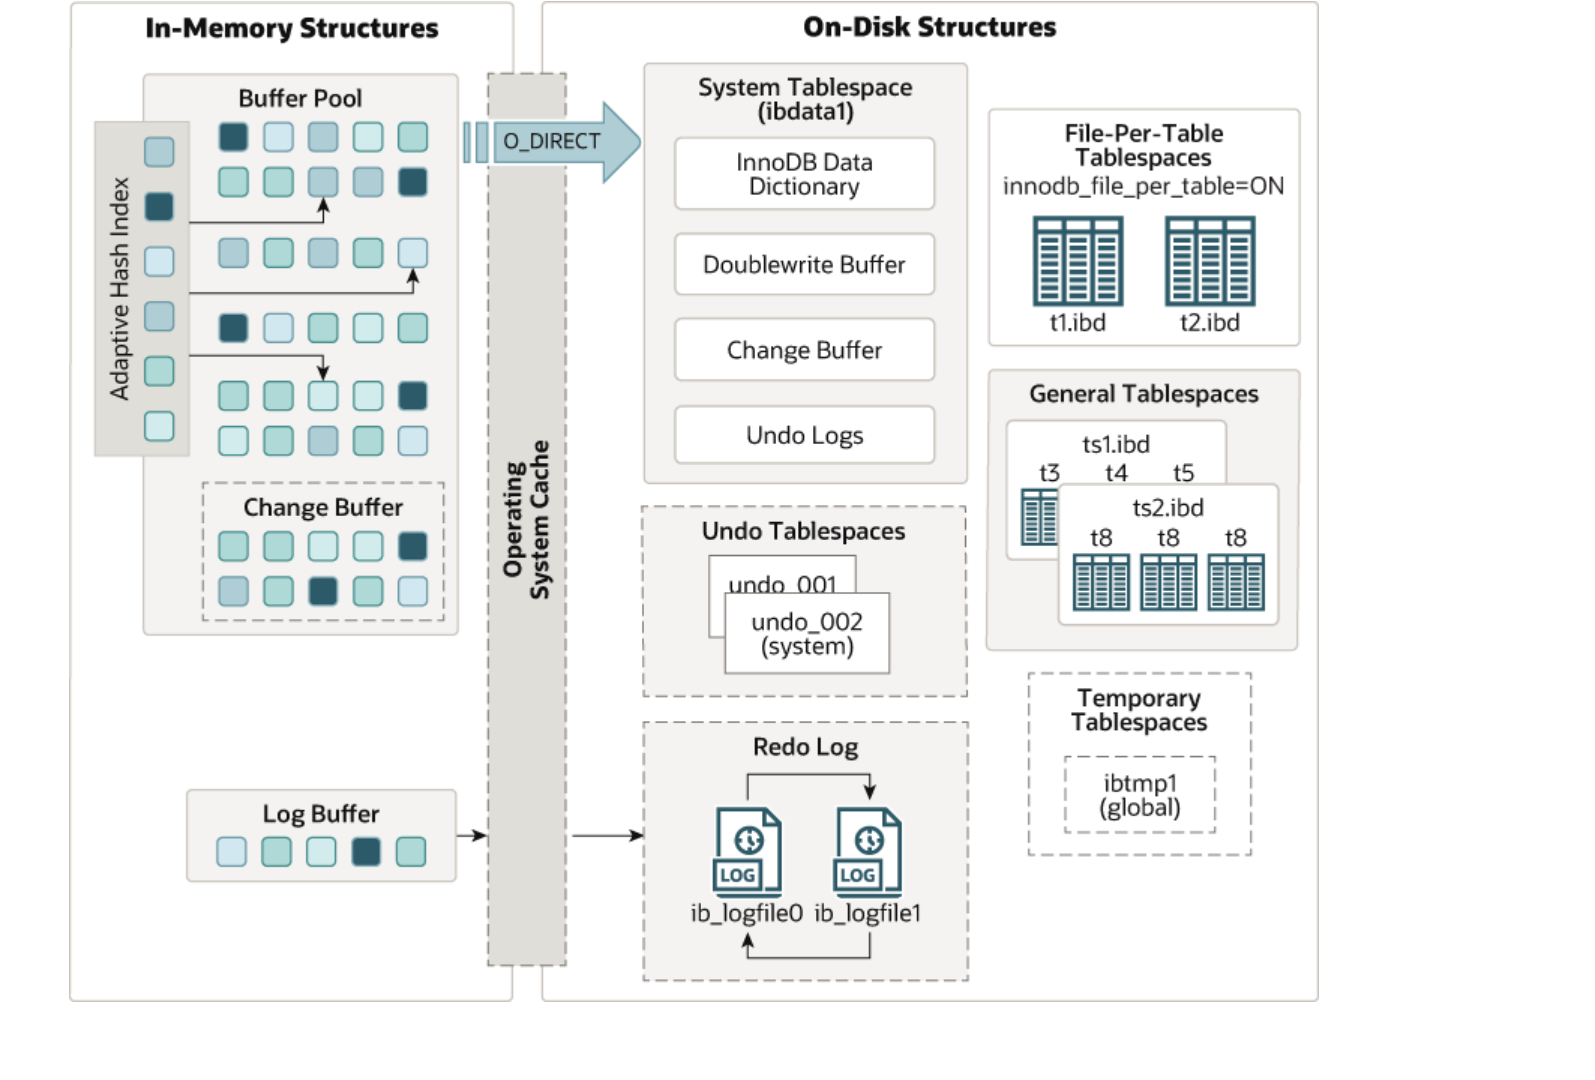 In-Memory Structures
Buffer Pool
Adaptive Hash Index
Change Buffer
Log Buffer
Operating
System Cache
O_DIRECT
On-Disk Structures
System Tablespace
(ibdata1)
InnoDB Data
Dictionary
Doublewrite Buffer
Change Buffer
Undo Logs
Undo Tablespaces
undo_001
undo_002
(system)
Redo Log
LOG
LOG
ib_logfile0 ib_logfile1
File-Per-Table
Tablespaces
innodb_file_per_table=ON
t1.ibd t2.ibd
General Tablespaces
ts1.ibd
t3 t4 t5
ts2.ibd
t8 t8 t8
Temporary
Tablespaces
ibtmp1
(global)